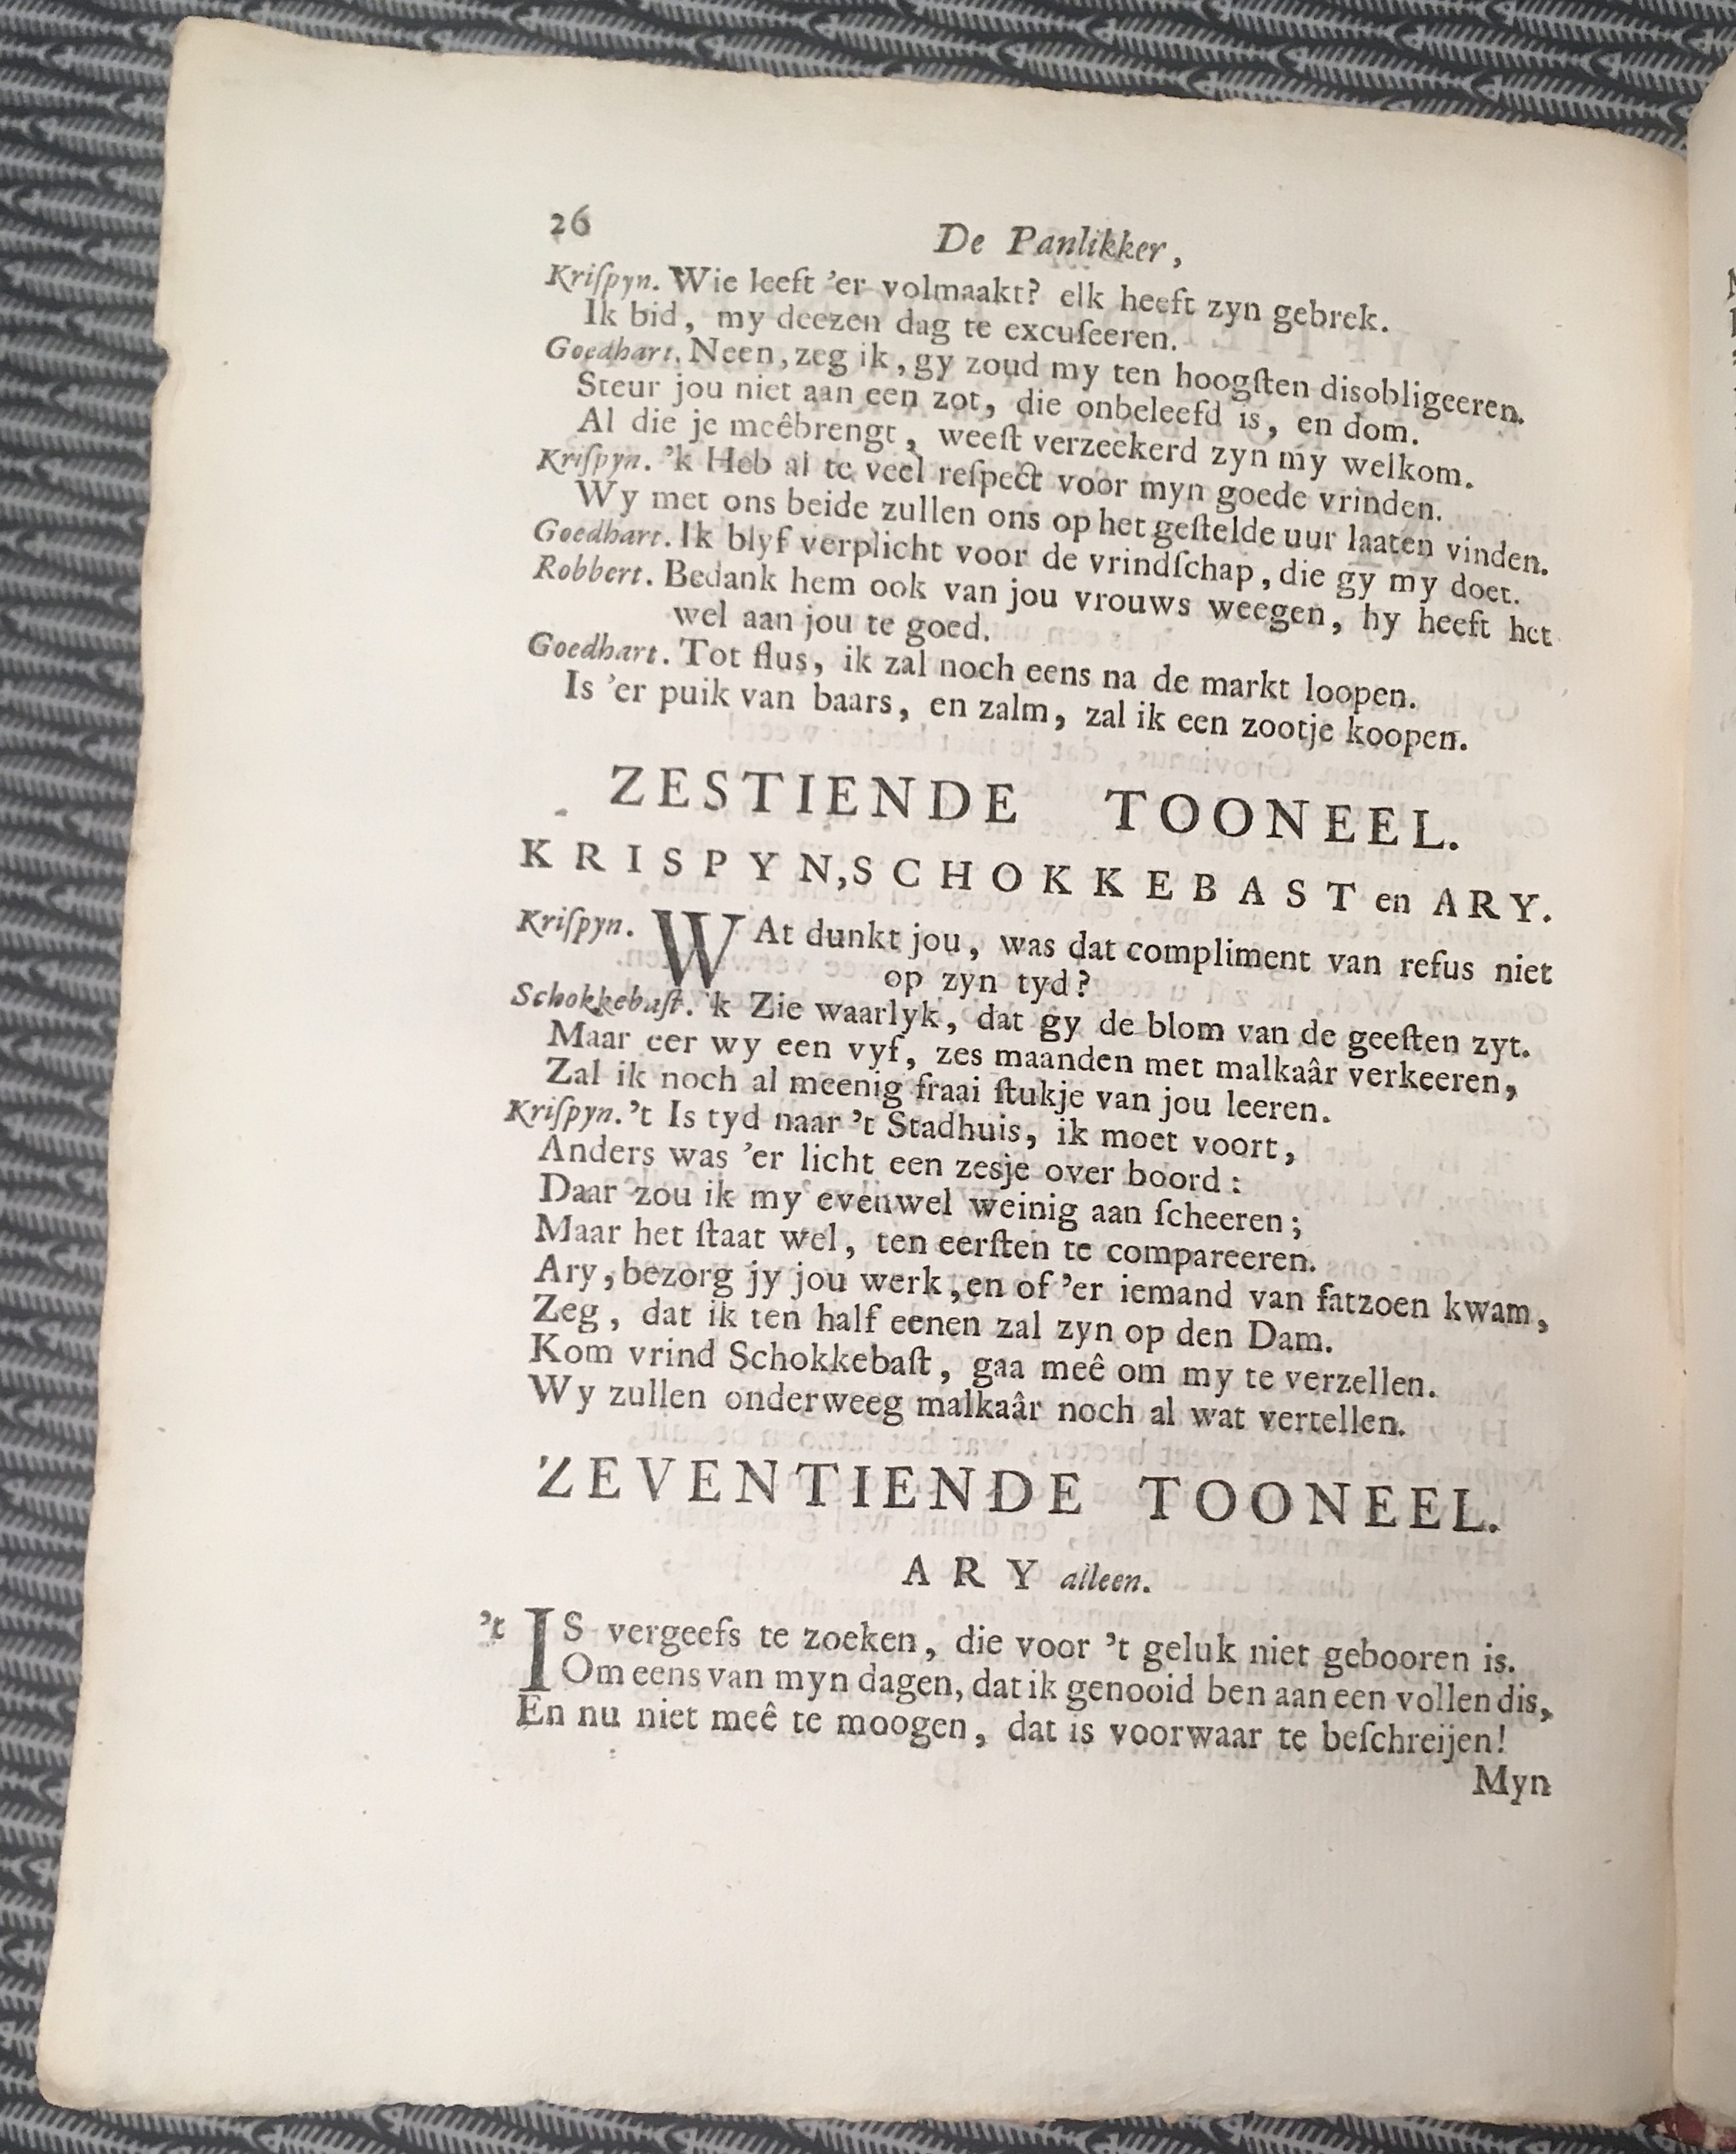 26
De Panlikker,
Kriſpyn. Wie leeft 'er volmaakt? elk heeft zyn gebrek.
Ik bid, my deezen dag te excuſeeren.
Goedhart. Neen, zeg ik, gy zoud my ten hoogſten disobligeeren.
Steur jou niet aan een zot, die onbeleefd is, en dom.
Al die je meêbrengt, weeſt verzeekerd zyn my welkom.
Kriſpyn. 'k Heb al te veel reſpect voor myn goede vrinden.
Wy met ons beide zullen ons op het geſtelde uur laaten vinden.
Goedhart. Ik blyf verplicht voor de vrindſchap, die gy my doet.
Robbert. Bedank hem ook van jou vrouws weegen, hy heeft het
wel aan jou te goed.
Goedhart. Tot flus, ik zal noch eens na de markt loopen.
Is 'er puik van baars, en zalm, zal ik een zootje koopen.
ZESTIENDE TOONEEL.
KRISPYN, SCHOKKEBAST en ARY.
Kriſpyn. WAt dunkt jou, was dat compliment van refus niet
op zyn tyd?
Schokkebaſt. 'k Zie waarlyk, dat gy de blom van de geeſten zyt.
Maar eer wy een vyf, zes maanden met malkaâr verkeeren,
Zal ik noch al meenig fraai ſtukje van jou leeren.
Kriſpyn. 't Is tyd naar 't Stadhuis, ik moet voort,
Anders was 'er licht een zesje over boord:
Daar zou ik my evenwel weinig aan ſcheeren;
Maar het ſtaat wel, ten eerſten te compareeren.
Ary, bezorg jy jou werk, en of 'er iemand van fatzoen kwam,
Zeg, dat ik ten half eenen zal zyn op den Dam.
Kom vrind Schokkebaſt, gaa meê om my te verzellen.
Wy zullen onderweeg malkaâr noch al wat vertellen.
ZEVENTIENDE TOONEEL.
ARY alleen.
't IS vergeefs te zoeken, die voor 't geluk niet gebooren is.
Om eens van myn dagen, dat ik genooid ben aan een vollen dis,
En nu niet meê te moogen, dat is voorwaar te beſchreijen!
Myn